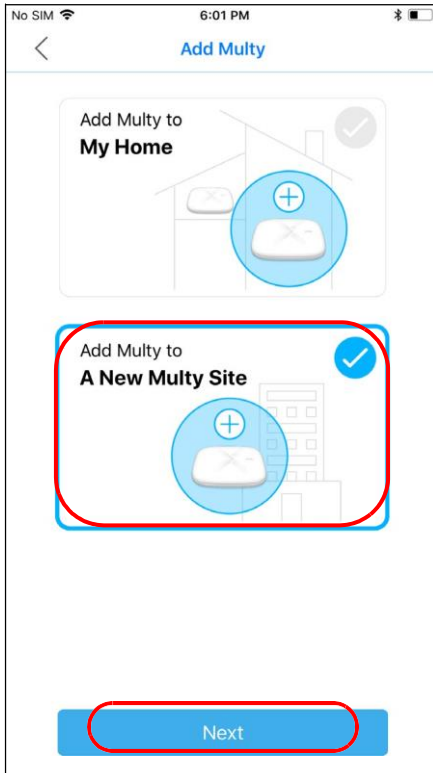 No SIM 6:01 PM
Add Multy
Add Multy to
My Home
Add Multy to
A New Multy Site
Next